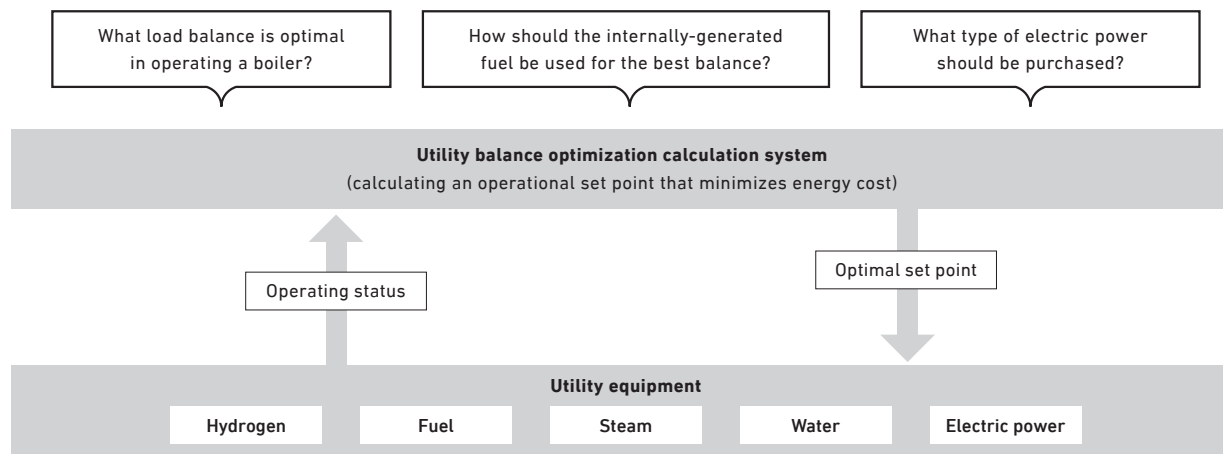 What load balance is optimal
in operating a boiler?
How should the internally-generated
fuel be used for the best balance?
What type of electric power
should be purchased?
Utility balance optimization calculation system
(calculating an operational set point that minimizes energy cost)
Operating status
Optimal set point
Utility equipment
Hydrogen
Fuel
Steam
Water
Electric power